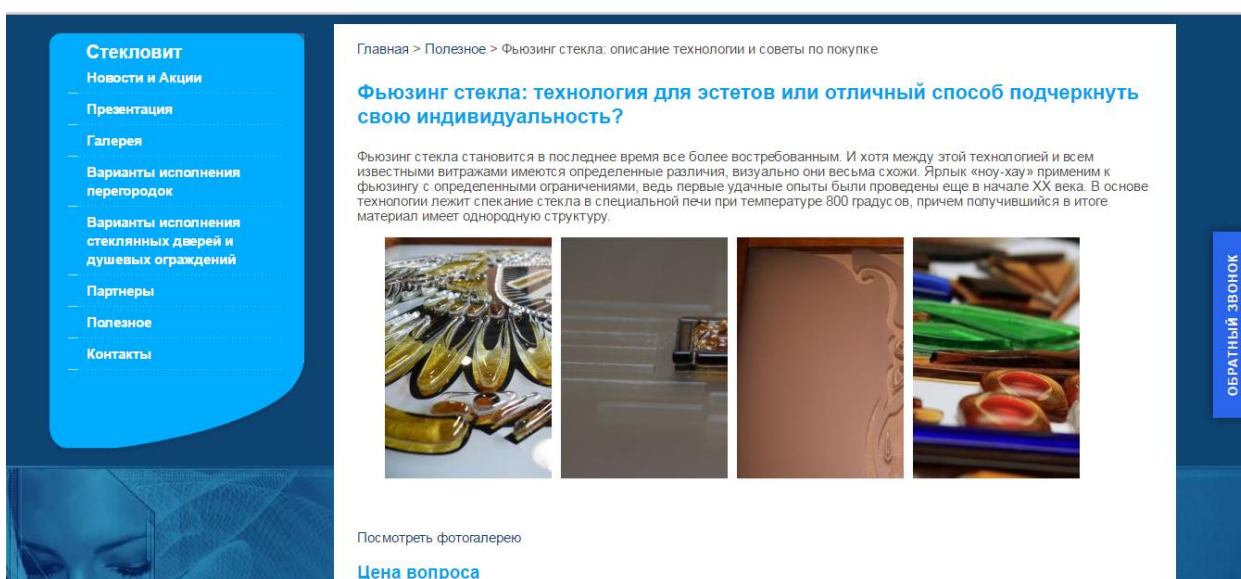 Стекловит
Новости и Акции
Презентация
Галерея
Варианты исполнения
перегородок
Варианты исполнения
стеклянных дверей и
душевых ограждений
Партнеры
Полезное
Контакты
Главная > Полезное > Фьюзинг стекла: описание технологии и советы по покупке
Фьюзинг стекла: технология для эстетов или отличный способ подчеркнуть
свою индивидуальность?
Фьюзинг стекла становится в последнее время все более востребованным. И хотя между этой технологией и всем
известными витражами имеются определенные различия, визуально они весьма схожи. Ярлык «ноу-хау» применим к
фьюзингу с определенными ограничениями, ведь первые удачные опыты были проведены еще в начале XX века. В основе
технологии лежит спекание стекла в специальной печи при температуре 800 градусов, причем получившийся в итоге
материал имеет однородную структуру.
Посмотреть фотогалерею
Цена вопроса
ОБРАТНЫЙ ЗВОНОК